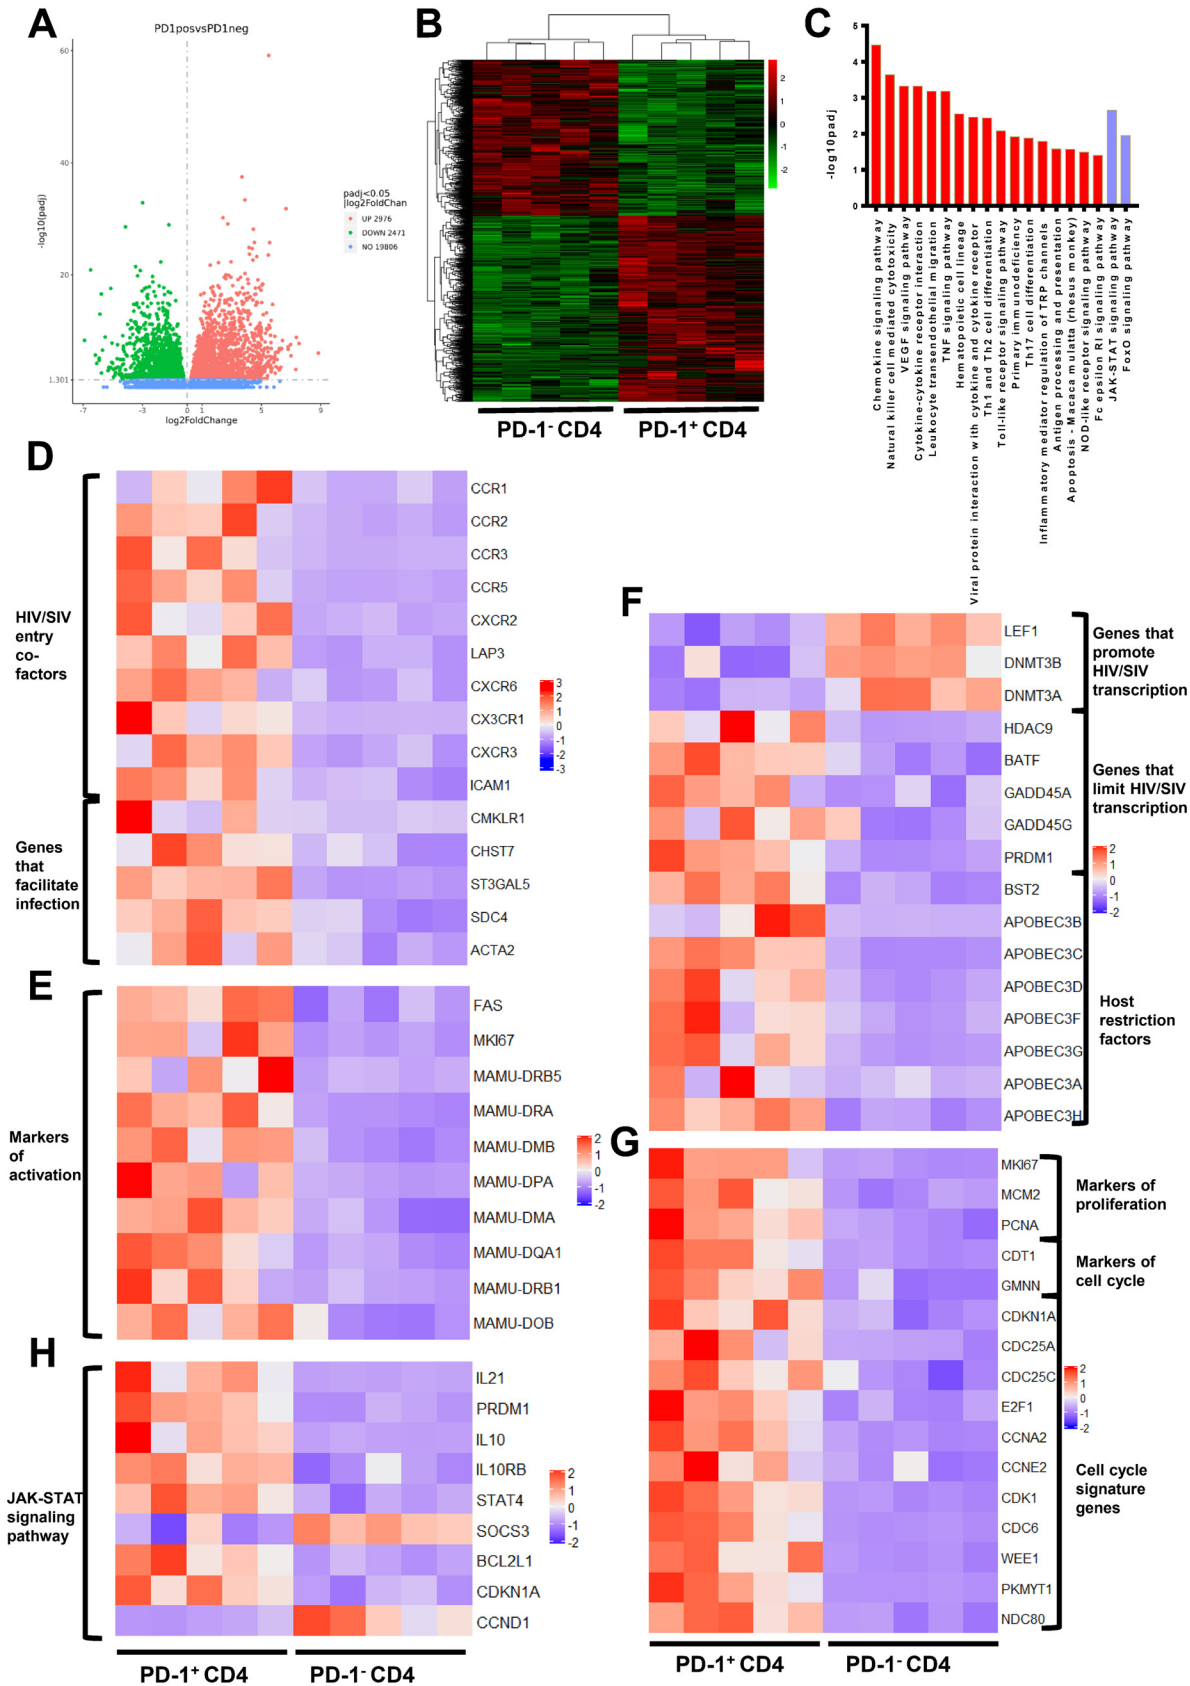 A
PD1posvsPD1neg
60
40
20
1.301
-log10(padj)
-7
-3
0
1
5
9
log2FoldChange
padj<0.05
|log2FoldChan
UP 2976
DOWN 2471
NO 19806
B
2
1
0
-1
-2
PD-1- CD4
PD-1+ CD4
C
5
4
3
2
1
0
-log10padj
Chemokine signaling pathway
Natural killer cell mediated cytotoxicity
VEGF signaling pathway
Cytokine-cytokine receptor interaction
Leukocyte transendothelial migration
TNF signaling pathway
Hematopoietic cell lineage
Viral protein interaction with cytokine and cytokine receptor
Th1 and Th2 cell differentiation
Toll-like receptor signaling pathway
Primary immunodeficiency
Th17 cell differentiation
Inflammatory mediator regulation of TRP channels
Antigen processing and presentation
Apoptosis - Macaca mulatta (rhesus monkey)
NOD-like receptor signaling pathway
Fc epsilon RI signaling pathway
JAK-STAT signaling pathway
FoxO signaling pathway
D
HIV/SIV
entry
co-
factors
Genes
that
facilitate
infection
CCR1
CCR2
CCR3
CCR5
CXCR2
LAP3
CXCR6
CX3CR1
CXCR3
ICAM1
CMKLR1
CHST7
ST3GAL5
SDC4
ACTA2
3
2
1
0
-1
-2
-3
E
Markers
of
activation
FAS
MKI67
MAMU-DRB5
MAMU-DRA
MAMU-DMB
MAMU-DPA
MAMU-DMA
MAMU-DQA1
MAMU-DRB1
MAMU-DOB
2
1
0
-1
-2
F
LEF1
DNMT3B
DNMT3A
HDAC9
BATF
GADD45A
GADD45G
PRDM1
BST2
APOBEC3B
APOBEC3C
APOBEC3D
APOBEC3F
APOBEC3G
APOBEC3A
APOBEC3H
Genes that
promote
HIV/SIV
transcription
Genes that
limit HIV/SIV
transcription
2
1
0
-1
-2
Host
restriction
factors
G
MKI67
MCM2
PCNA
CDT1
GMNN
CDKN1A
CDC25A
CDC25C
E2F1
CCNA2
CCNE2
CDK1
CDC6
WEE1
PKMYT1
NDC80
Markers of
proliferation
Markers of
cell cycle
2
1
0
-1
-2
Cell cycle
signature
genes
PD-1+ CD4
PD-1- CD4
H
JAK-STAT
signaling
pathway
IL21
PRDM1
IL10
IL10RB
STAT4
SOCS3
BCL2L1
CDKN1A
CCND1
2
1
0
-1
-2
PD-1+ CD4
PD-1- CD4